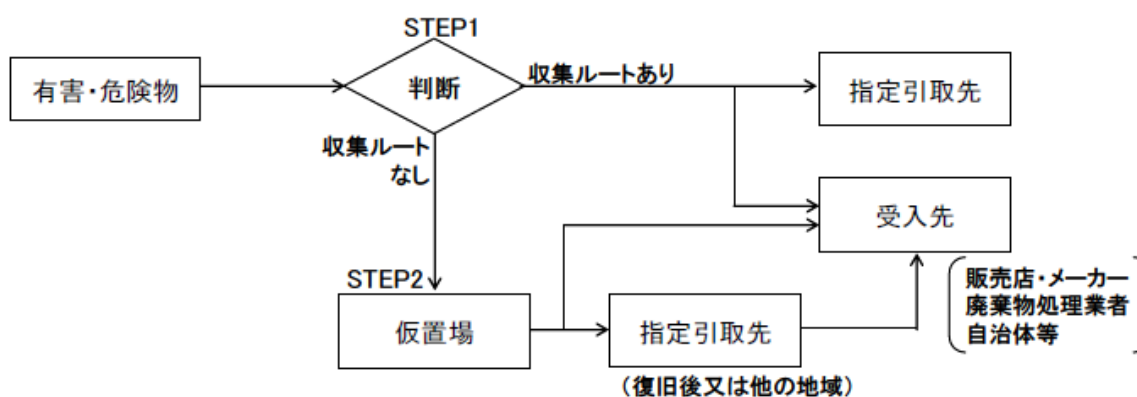 STEP1
有害・危険物
判断
収集ルートあり
指定引取先
収集ルート
なし
受入先
販売店・メーカー
廃棄物処理業者
自治体等
STEP2
仮置場
指定引取先
（復旧後又は他の地域）